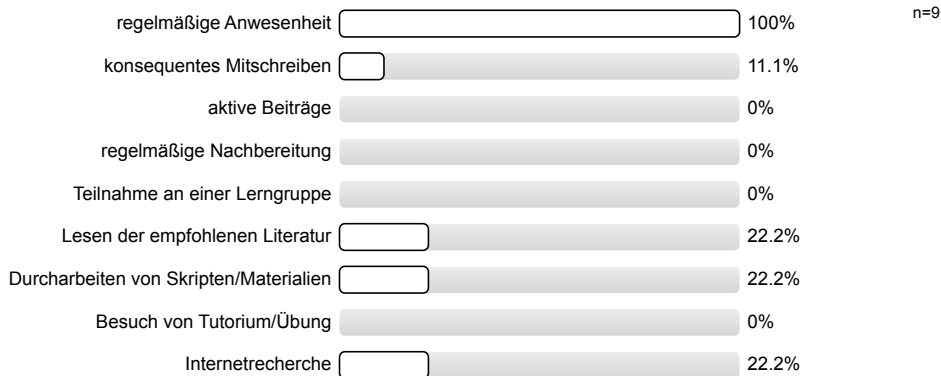 regelmäßige Anwesenheit 100% n=9
konsequentes Mitschreiben 11.1%
aktive Beiträge 0%
regelmäßige Nachbereitung 0%
Teilnahme an einer Lerngruppe 0%
Lesen der empfohlenen Literatur 22.2%
Durcharbeiten von Skripten/Materialien 22.2%
Besuch von Tutorium/Übung 0%
Internetrecherche 22.2%